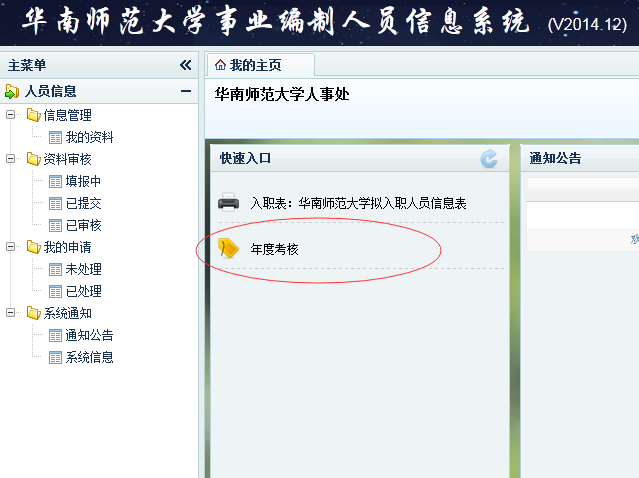 华南师范大学事业编制人员信息系统 (V2014.12)
主菜单
人员信息
信息管理
我的资料
资料审核
填报中
已提交
已审核
我的申请
未处理
已处理
系统通知
通知公告
系统信息
我的主页
华南师范大学人事处
快速入口
入职表：华南师范大学拟入职人员信息表
年度考核
通知公告